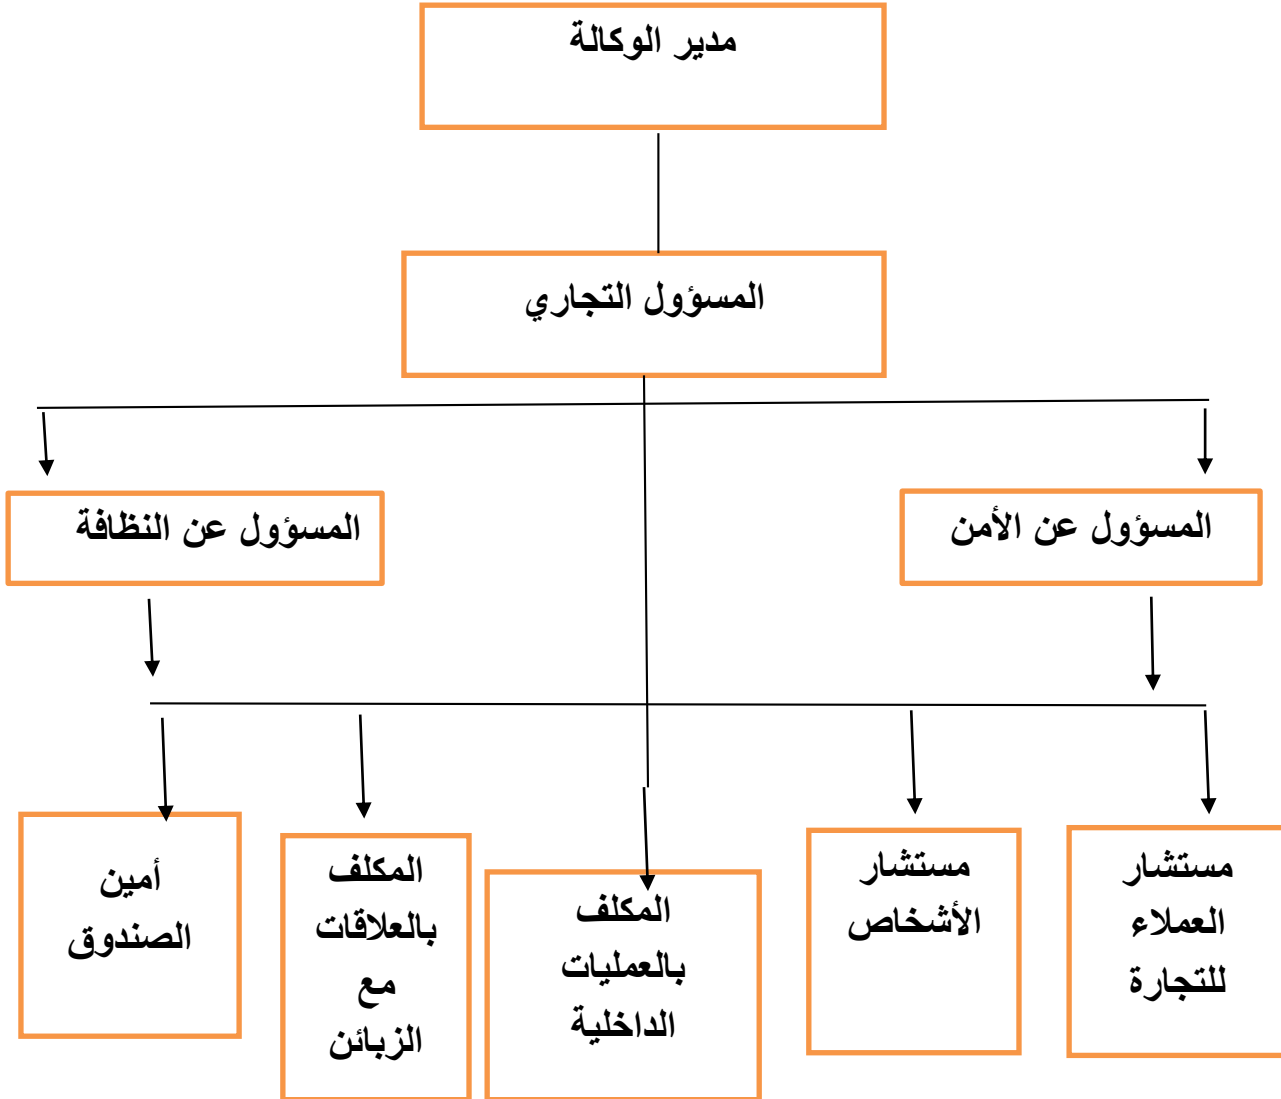 مدير الوكالة
المسؤول التجاري
المسؤول عن الأمن
المسؤول عن النظافة
مستشار
العملاء
للتجارة
مستشار
الأشخاص
المكلف
بالعمليات
الداخلية
المكلف
بالعلاقات
مع
الزبائن
أمين
الصندوق